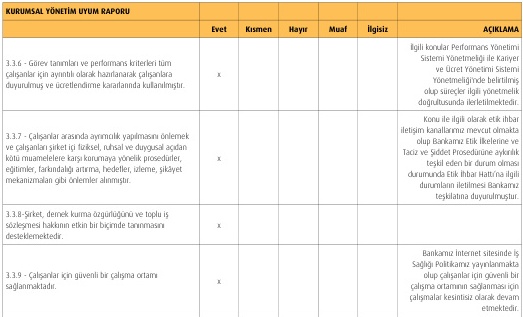 KURUMSAL YÖNETİM UYUM RAPORU
Evet Kısmen Hayır Muaf İlgisiz AÇIKLAMA
3.3.6 - Görev tanımları ve performans kriterleri tüm
çalışanlar için ayrıntılı olarak hazırlanarak çalışanlara
duyurulmuş ve ücretlendirme kararlarında kullanılmıştır.
x
İlgili konular Performans Yönetimi
Sistemi Yönetmeliği ile Kariyer
ve Ücret Yönetimi Sistemi
Yönetmeliği'nde belirtilmiş
olup süreçler ilgili yönetmelik
doğrultusunda ilerletilmektedir.
3.3.7 - Çalışanlar arasında ayrımcılık yapılmasını önlemek
ve çalışanları şirket içi fiziksel, ruhsal ve duygusal açıdan
kötü muamelelere karşı korumaya yönelik prosedürler,
eğitimler, farkındalığı artırma, hedefler, izleme, şikâyet
mekanizmaları gibi önlemler alınmıştır.
x
Konu ile ilgili olarak etik ihbar
iletişim kanallarımız mevcut olmakta
olup Bankamız Etik İlkelerine ve
Taciz ve Şiddet Prosedürüne aykırılık
teşkil eden bir durum olması
durumunda Etik İhbar Hattı'na ilgili
durumların iletilmesi Bankamız
teşkilatına duyurulmuştur.
3.3.8-Şirket, dernek kurma özgürlüğünü ve toplu iş
sözleşmesi hakkının etkin bir biçimde tanınmasını
desteklemektedir.
x
3.3.9 - Çalışanlar için güvenli bir çalışma ortamı
sağlanmaktadır.
x
Bankamız İnternet sitesinde İş
Sağlığı Politikamız yayınlanmakta
olup çalışanlar için güvenli bir
çalışma ortamının sağlanması için
çalışmalar kesintisiz olarak devam
etmektedir.